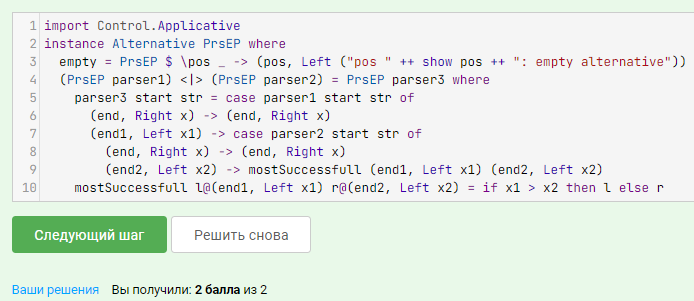 1 import Control.Applicative
2 instance Alternative PrsEP where
3   empty = PrsEP $ \pos _ -> (pos, Left ("pos " ++ show pos ++ ": empty alternative"))
4   (PrsEP parser1) <|> (PrsEP parser2) = PrsEP parser3 where
5     parser3 start str = case parser1 start str of
6       (end, Right x) -> (end, Right x)
7       (end1, Left x1) -> case parser2 start str of
8         (end, Right x) -> (end, Right x)
9         (end2, Left x2) -> mostSuccessfull (end1, Left x1) (end2, Left x2)
10     mostSuccessfull l@(end1, Left x1) r@(end2, Left x2) = if x1 > x2 then l else r
Следующий шаг Решить снова
Ваши решения Вы получили: 2 балла из 2